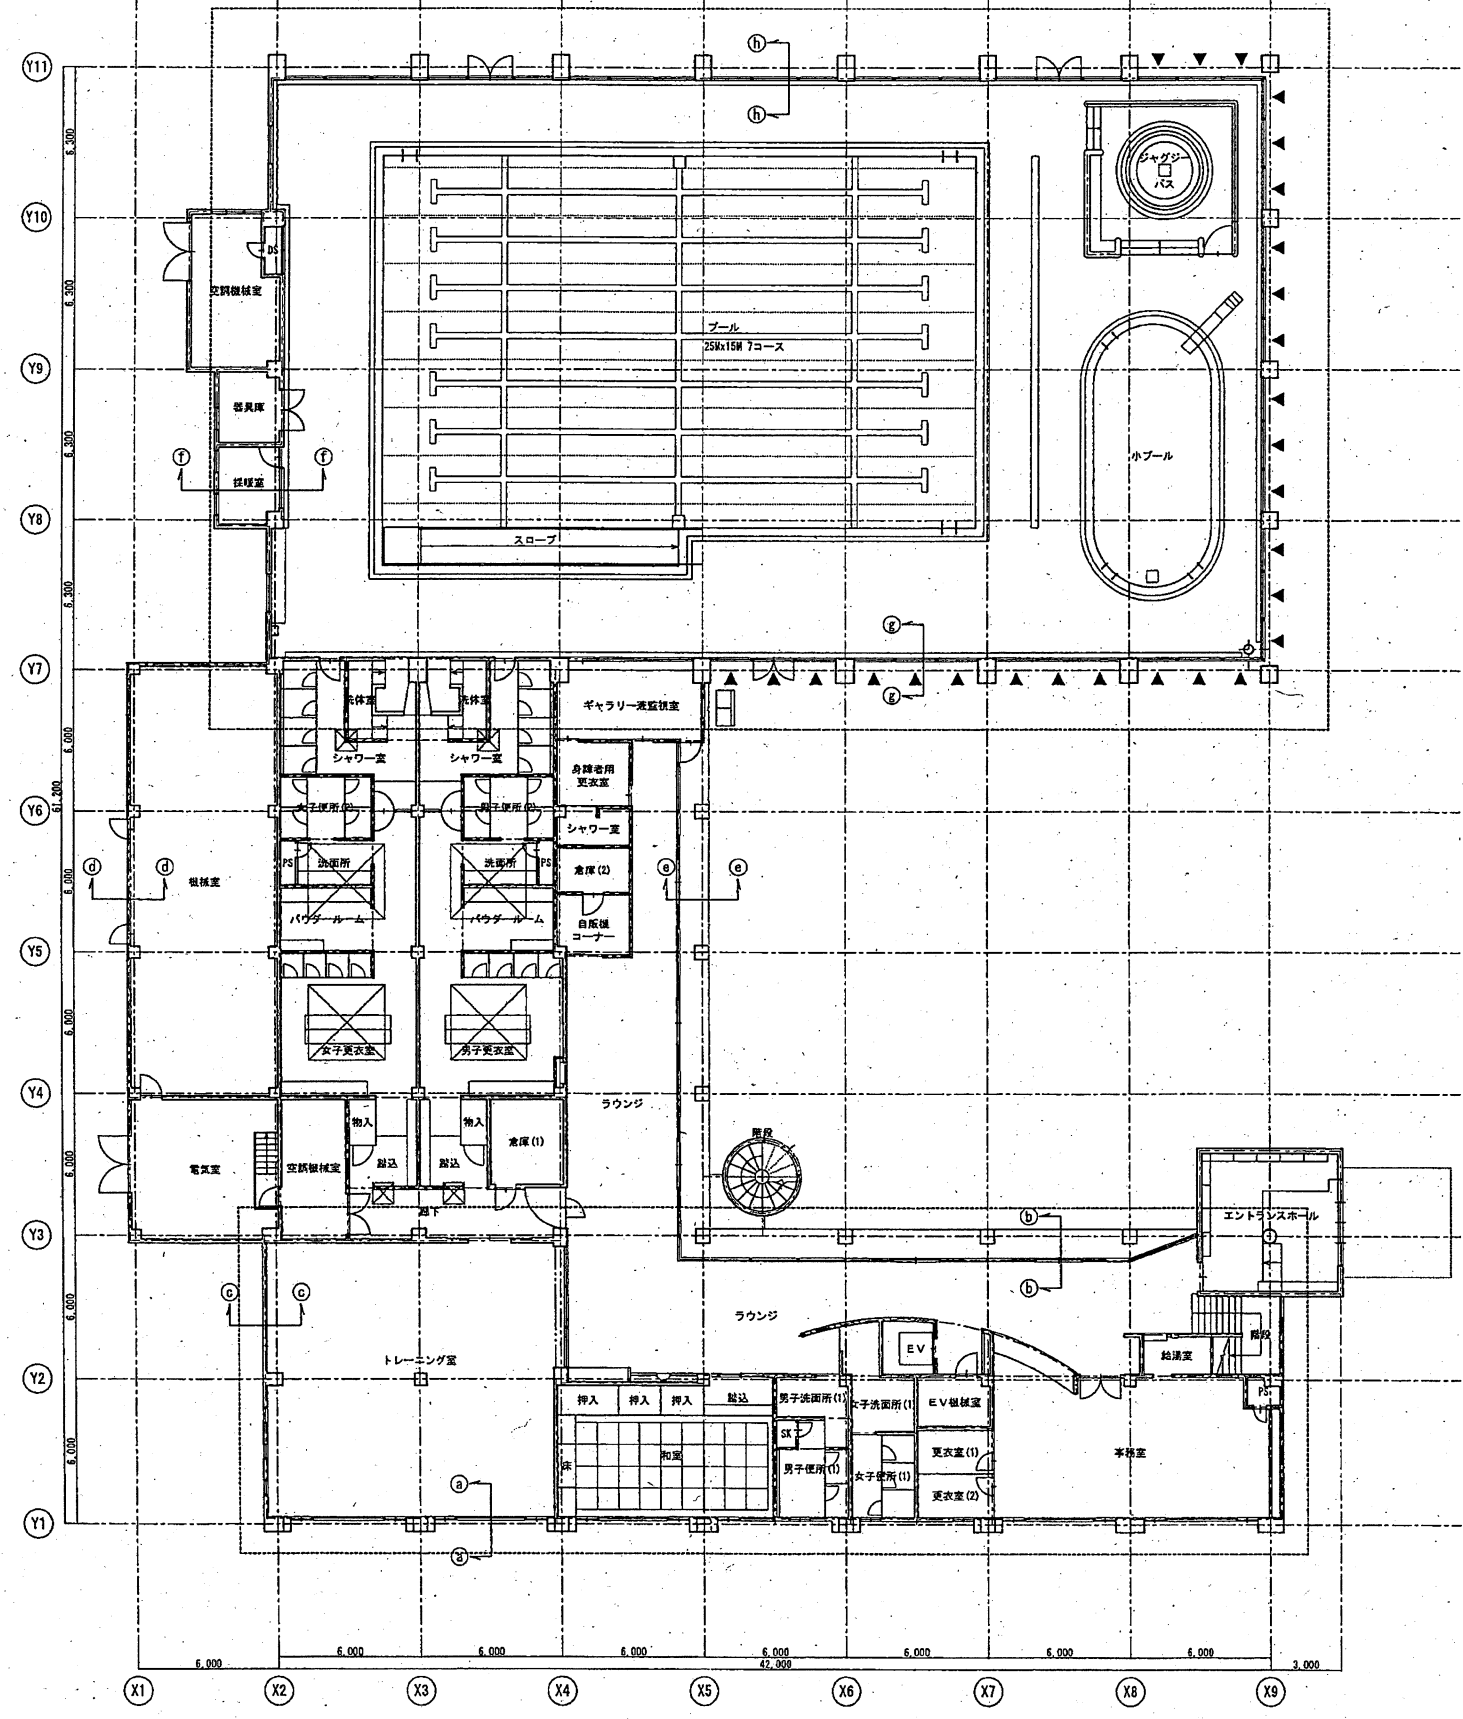 Y11
h
h
6,300
ジャグジー
バス
Y10
DS
空調機械室
6,300
プール
25Mx15M 7コース
Y9
器具庫
6,300
小プール
f
f
採暖室
Y8
スロープ
6,300
g
g
Y7
洗体室
洗体室
ギャラリー兼監視室
6,000
シャワー室
シャワー室
身障者用
更衣室
61,200
Y6
女子便所(2)
男子便所(2)
シャワー室
d
d
機械室
PS
洗面所
洗面所
PS
倉庫(2)
e
e
6,000
パウダールーム
パウダールーム
自販機
コーナー
Y5
6,000
女子更衣室
男子更衣室
Y4
ラウンジ
物入
物入
倉庫(1)
階段
6,000
電気室
空調機械室
踏込
踏込
廊下
エントランスホール
b
Y3
c
c
b
6,000
ラウンジ
階段
EV
給湯室
トレーニング室
Y2
押入
押入
押入
踏込
男子洗面所(1)
女子洗面所(1)
EV機械室
PS
SK
6,000
和室
床
男子便所(1)
女子便所(1)
更衣室(1)
更衣室(2)
事務室
a
Y1
a
6,000
6,000
6,000
6,000
6,000
6,000
6,000
6,000
42,000
3,000
X1
X2
X3
X4
X5
X6
X7
X8
X9